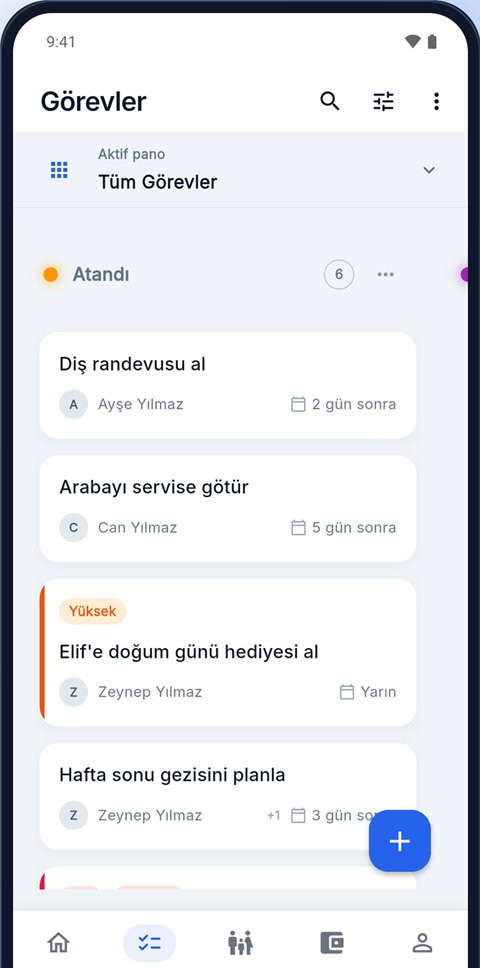 9:41
Görevler
Aktif pano
Tüm Görevler
Atandı
6
Diş randevusu al
A Ayşe Yılmaz 2 gün sonra
Arabayı servise götür
C Can Yılmaz 5 gün sonra
Yüksek
Elif'e doğum günü hediyesi al
Z Zeynep Yılmaz Yarın
Hafta sonu gezisini planla
Z Zeynep Yılmaz +1 3 gün